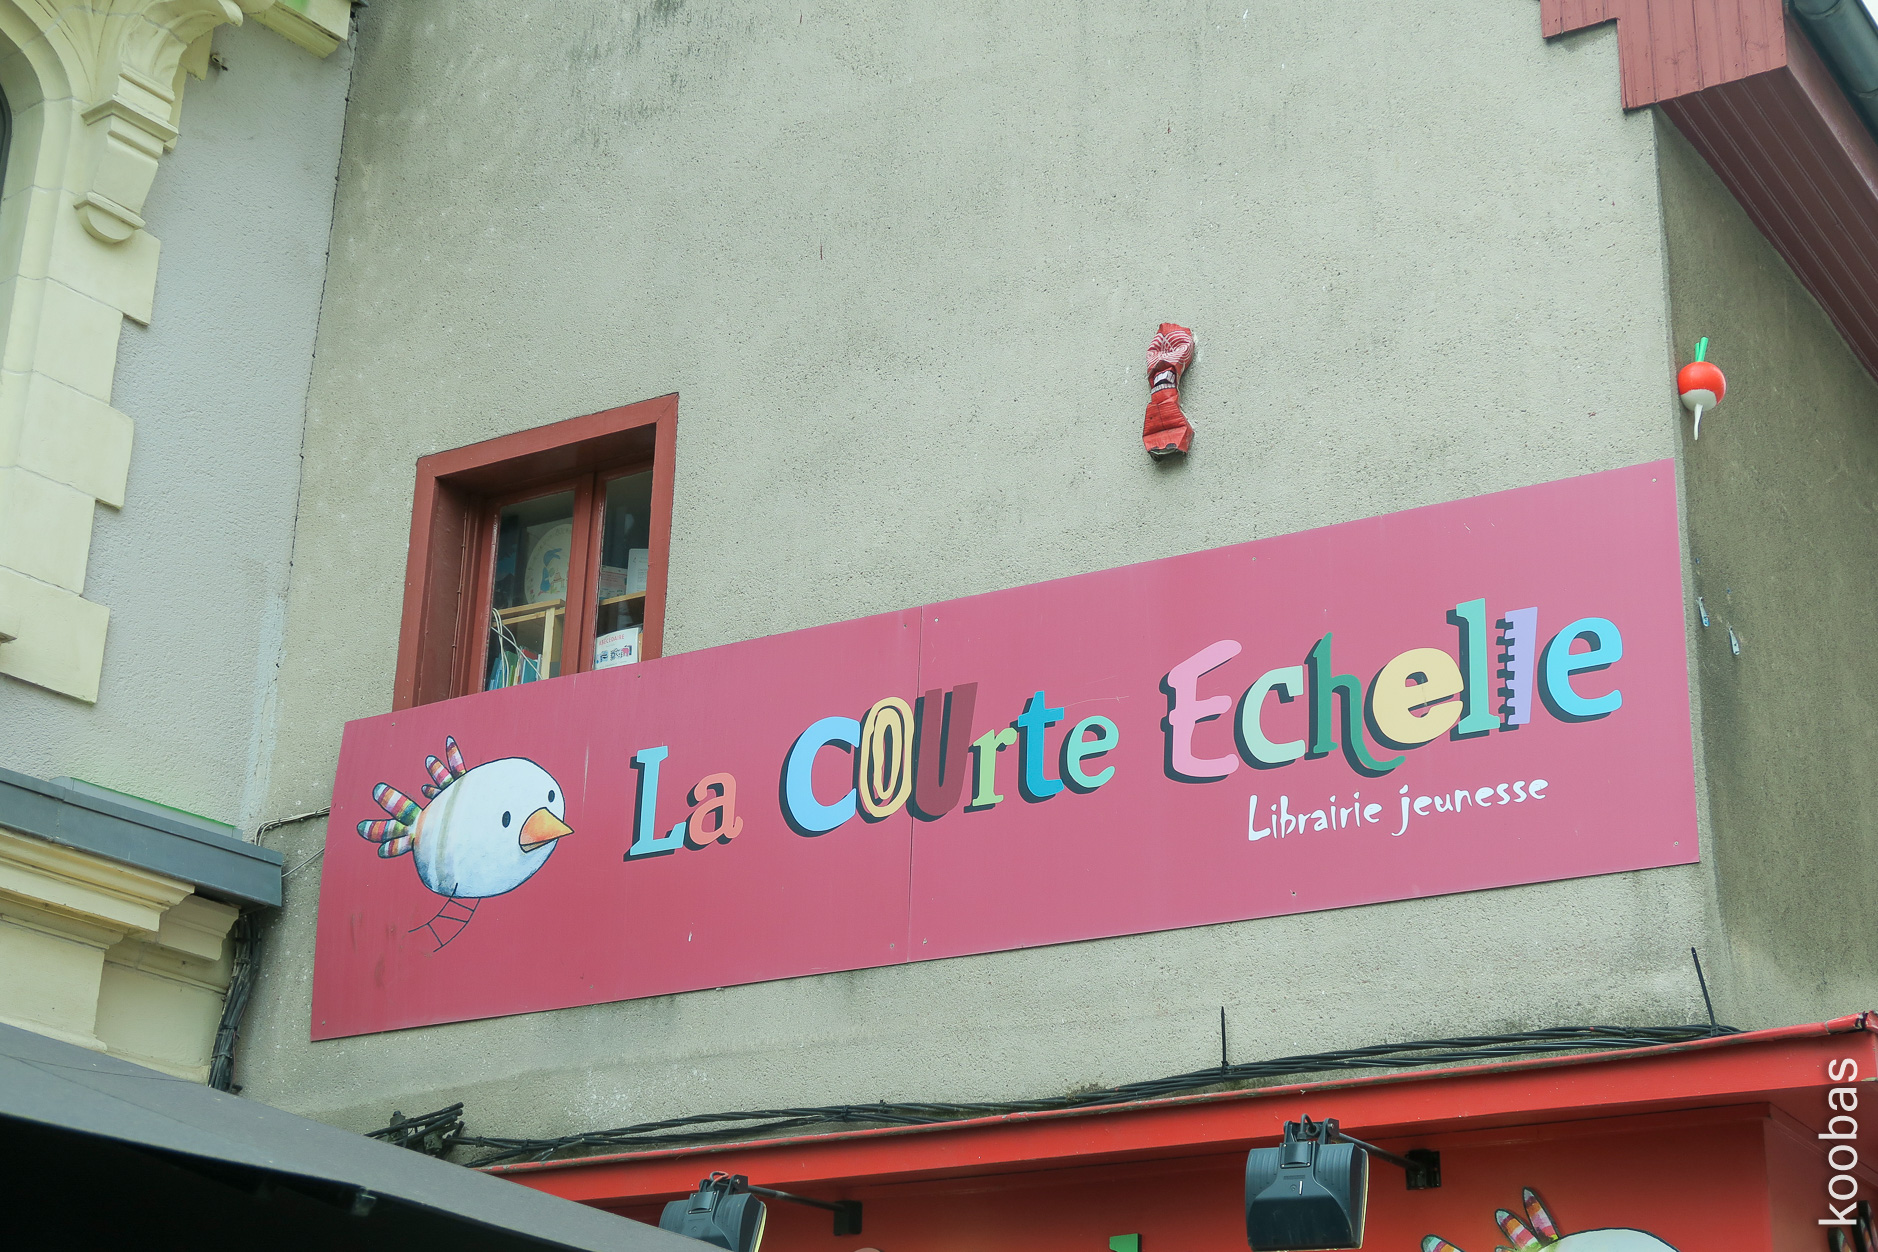 La Courte Echelle
Librairie jeunesse
koobas